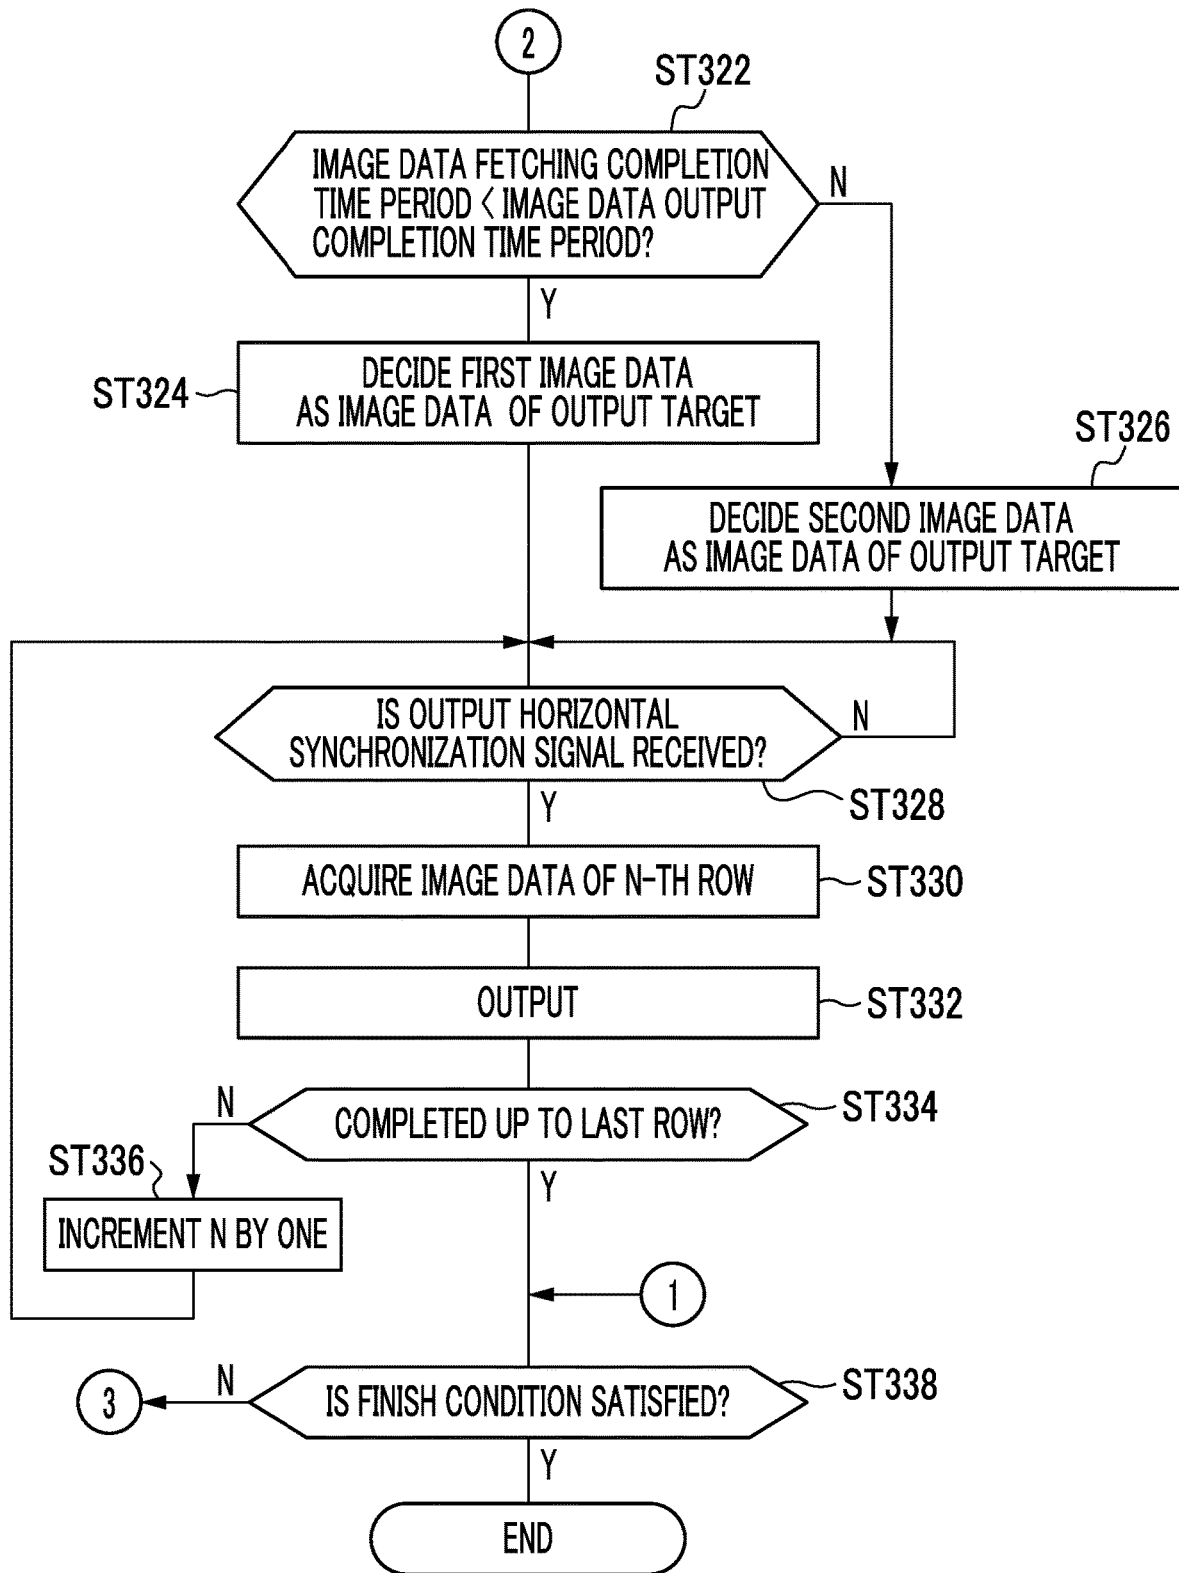 2
ST322
IMAGE DATA FETCHING COMPLETION
TIME PERIOD < IMAGE DATA OUTPUT
COMPLETION TIME PERIOD?
N
Y
ST324
DECIDE FIRST IMAGE DATA
AS IMAGE DATA OF OUTPUT TARGET
ST326
DECIDE SECOND IMAGE DATA
AS IMAGE DATA OF OUTPUT TARGET
IS OUTPUT HORIZONTAL
SYNCHRONIZATION SIGNAL RECEIVED?
N
ST328
Y
ACQUIRE IMAGE DATA OF N-TH ROW
ST330
OUTPUT
ST332
N
COMPLETED UP TO LAST ROW?
ST334
ST336
Y
INCREMENT N BY ONE
1
3
N
IS FINISH CONDITION SATISFIED?
ST338
Y
END